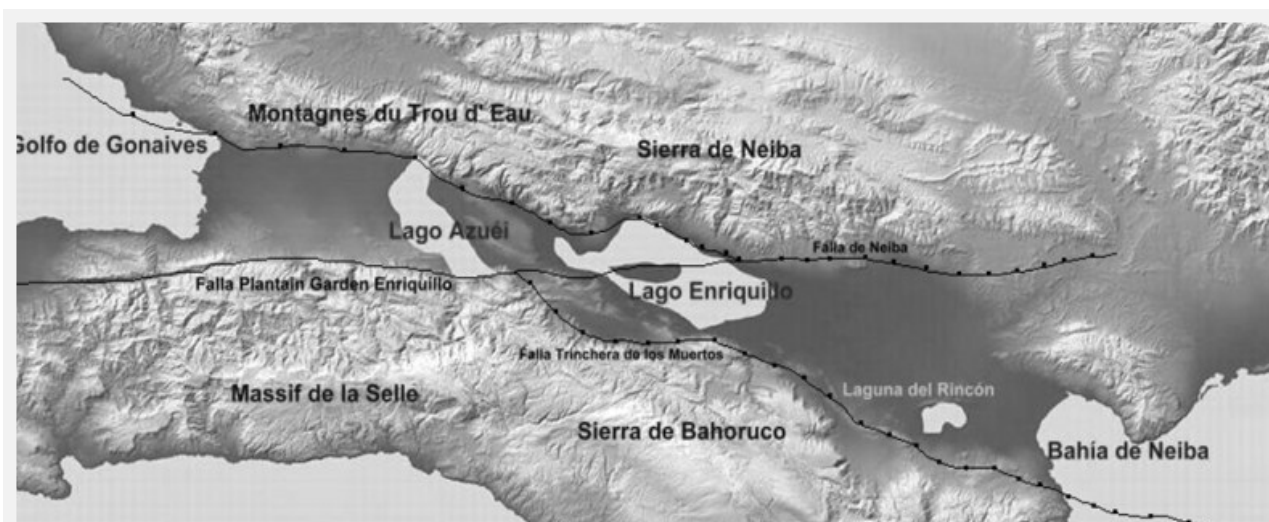 Montagnes du Trou d' Eau
Golfo de Gonaives
Sierra de Neiba
Lago Azuéi
Falla de Neiba
Falla Plantain Garden Enriquillo
Lago Enriquillo
Falla Trinchera de los Muertos
Massif de la Selle
Laguna del Rincón
Sierra de Bahoruco
Bahía de Neiba